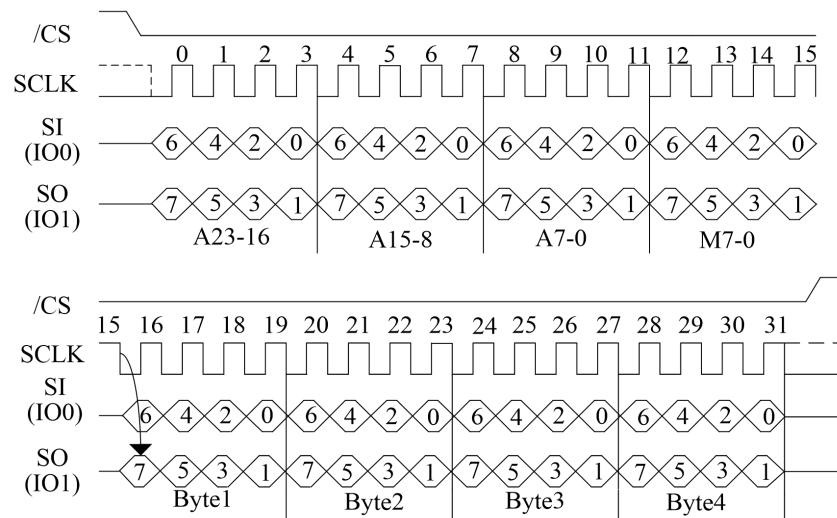 /CS
0 1 2 3 4 5 6 7 8 9 10 11 12 13 14 15
SCLK
SI
(IO0)
6 4 2 0 6 4 2 0 6 4 2 0 6 4 2 0
SO
(IO1)
7 5 3 1 7 5 3 1 7 5 3 1 7 5 3 1
A23-16 A15-8 A7-0 M7-0
/CS
15 16 17 18 19 20 21 22 23 24 25 26 27 28 29 30 31
SCLK
SI
(IO0)
6 4 2 0 6 4 2 0 6 4 2 0 6 4 2 0
SO
(IO1)
7 5 3 1 7 5 3 1 7 5 3 1 7 5 3 1
Byte1 Byte2 Byte3 Byte4